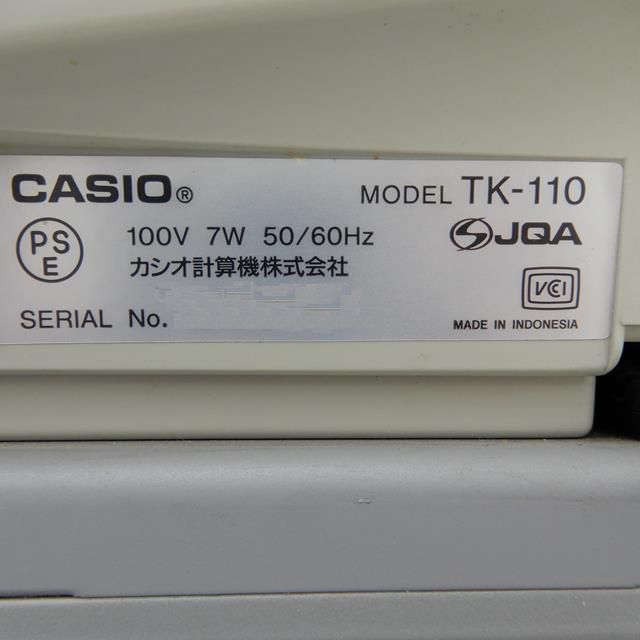 CASIO®
MODEL TK-110
PSE
100V 7W 50/60Hz
JQA
カシオ計算機株式会社
VCI
SERIAL No.
MADE IN INDONESIA